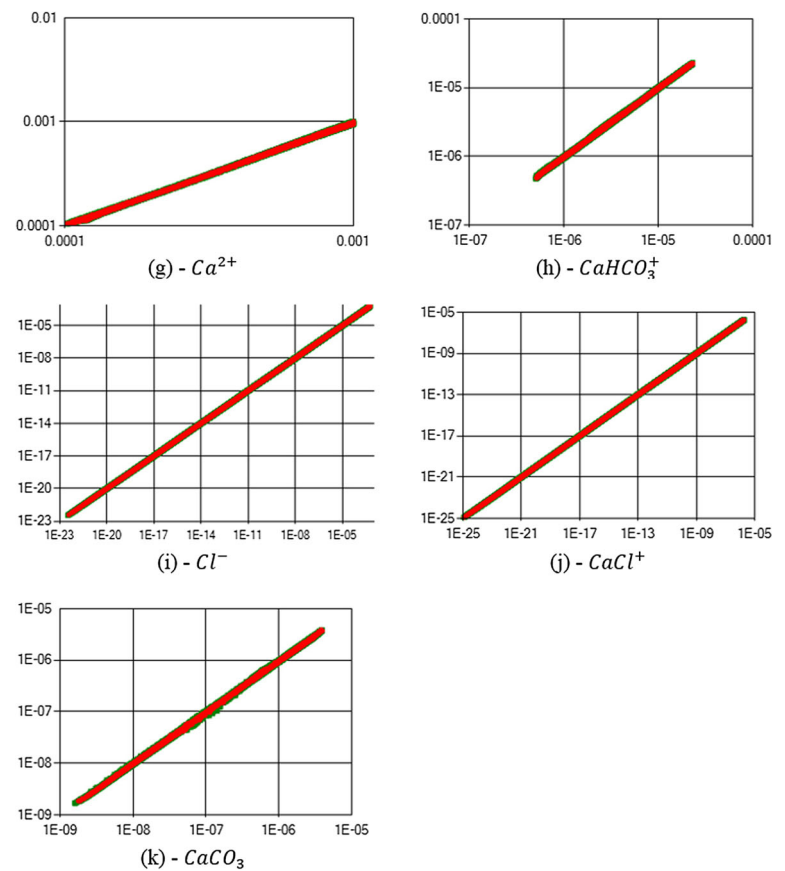 0.01
0.001
0.0001
0.0001 0.001
(g) - Ca²⁺
0.0001
1E-05
1E-06
1E-07
1E-07 1E-06 1E-05 0.0001
(h) - CaHCO₃⁺
1E-05
1E-08
1E-11
1E-14
1E-17
1E-20
1E-23
1E-23 1E-20 1E-17 1E-14 1E-11 1E-08 1E-05
(i) - Cl⁻
1E-05
1E-09
1E-13
1E-17
1E-21
1E-25
1E-25 1E-21 1E-17 1E-13 1E-09 1E-05
(j) - CaCl⁺
1E-05
1E-06
1E-07
1E-08
1E-09
1E-09 1E-08 1E-07 1E-06 1E-05
(k) - CaCO₃